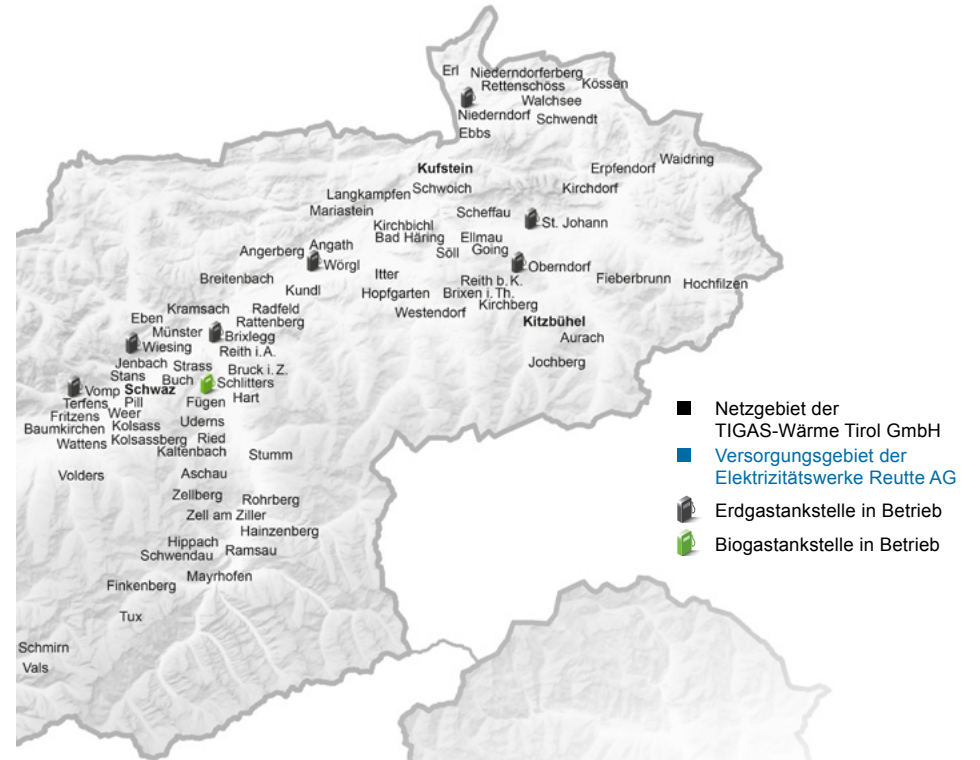 Erl
Niederndorferberg
Rettenschöss
Kössen
Walchsee
Niederndorf
Schwendt
Ebbs
Kufstein
Erpfendorf
Waidring
Langkampfen
Schwoich
Kirchdorf
Mariastein
Scheffau
St. Johann
Kirchbichl
Bad Häring
Ellmau
Angerberg
Angath
Söll
Going
Wörgl
Oberndorf
Breitenbach
Itter
Reith b. K.
Fieberbrunn
Hochfilzen
Kundl
Hopfgarten
Brixen i. Th.
Kramsach
Radfeld
Westendorf
Kirchberg
Eben
Rattenberg
Kitzbühel
Münster
Brixlegg
Aurach
Wiesing
Reith i. A.
Jenbach
Strass
Bruck i. Z.
Jochberg
Stans
Buch
Schlitters
Vomp
Schwaz
Hart
Terfens
Pill
Fügen
Fritzens
Weer
Baumkirchen
Kolsass
Uderns
Wattens
Kolsassberg
Ried
Kaltenbach
Stumm
Volders
Aschau
Zellberg
Rohrberg
Zell am Ziller
Hainzenberg
Hippach
Schwendau
Ramsau
Mayrhofen
Finkenberg
Tux
Schmirn
Vals
Netzgebiet der
TIGAS-Wärme Tirol GmbH
Versorgungsgebiet der
Elektrizitätswerke Reutte AG
Erdgastankstelle in Betrieb
Biogastankstelle in Betrieb